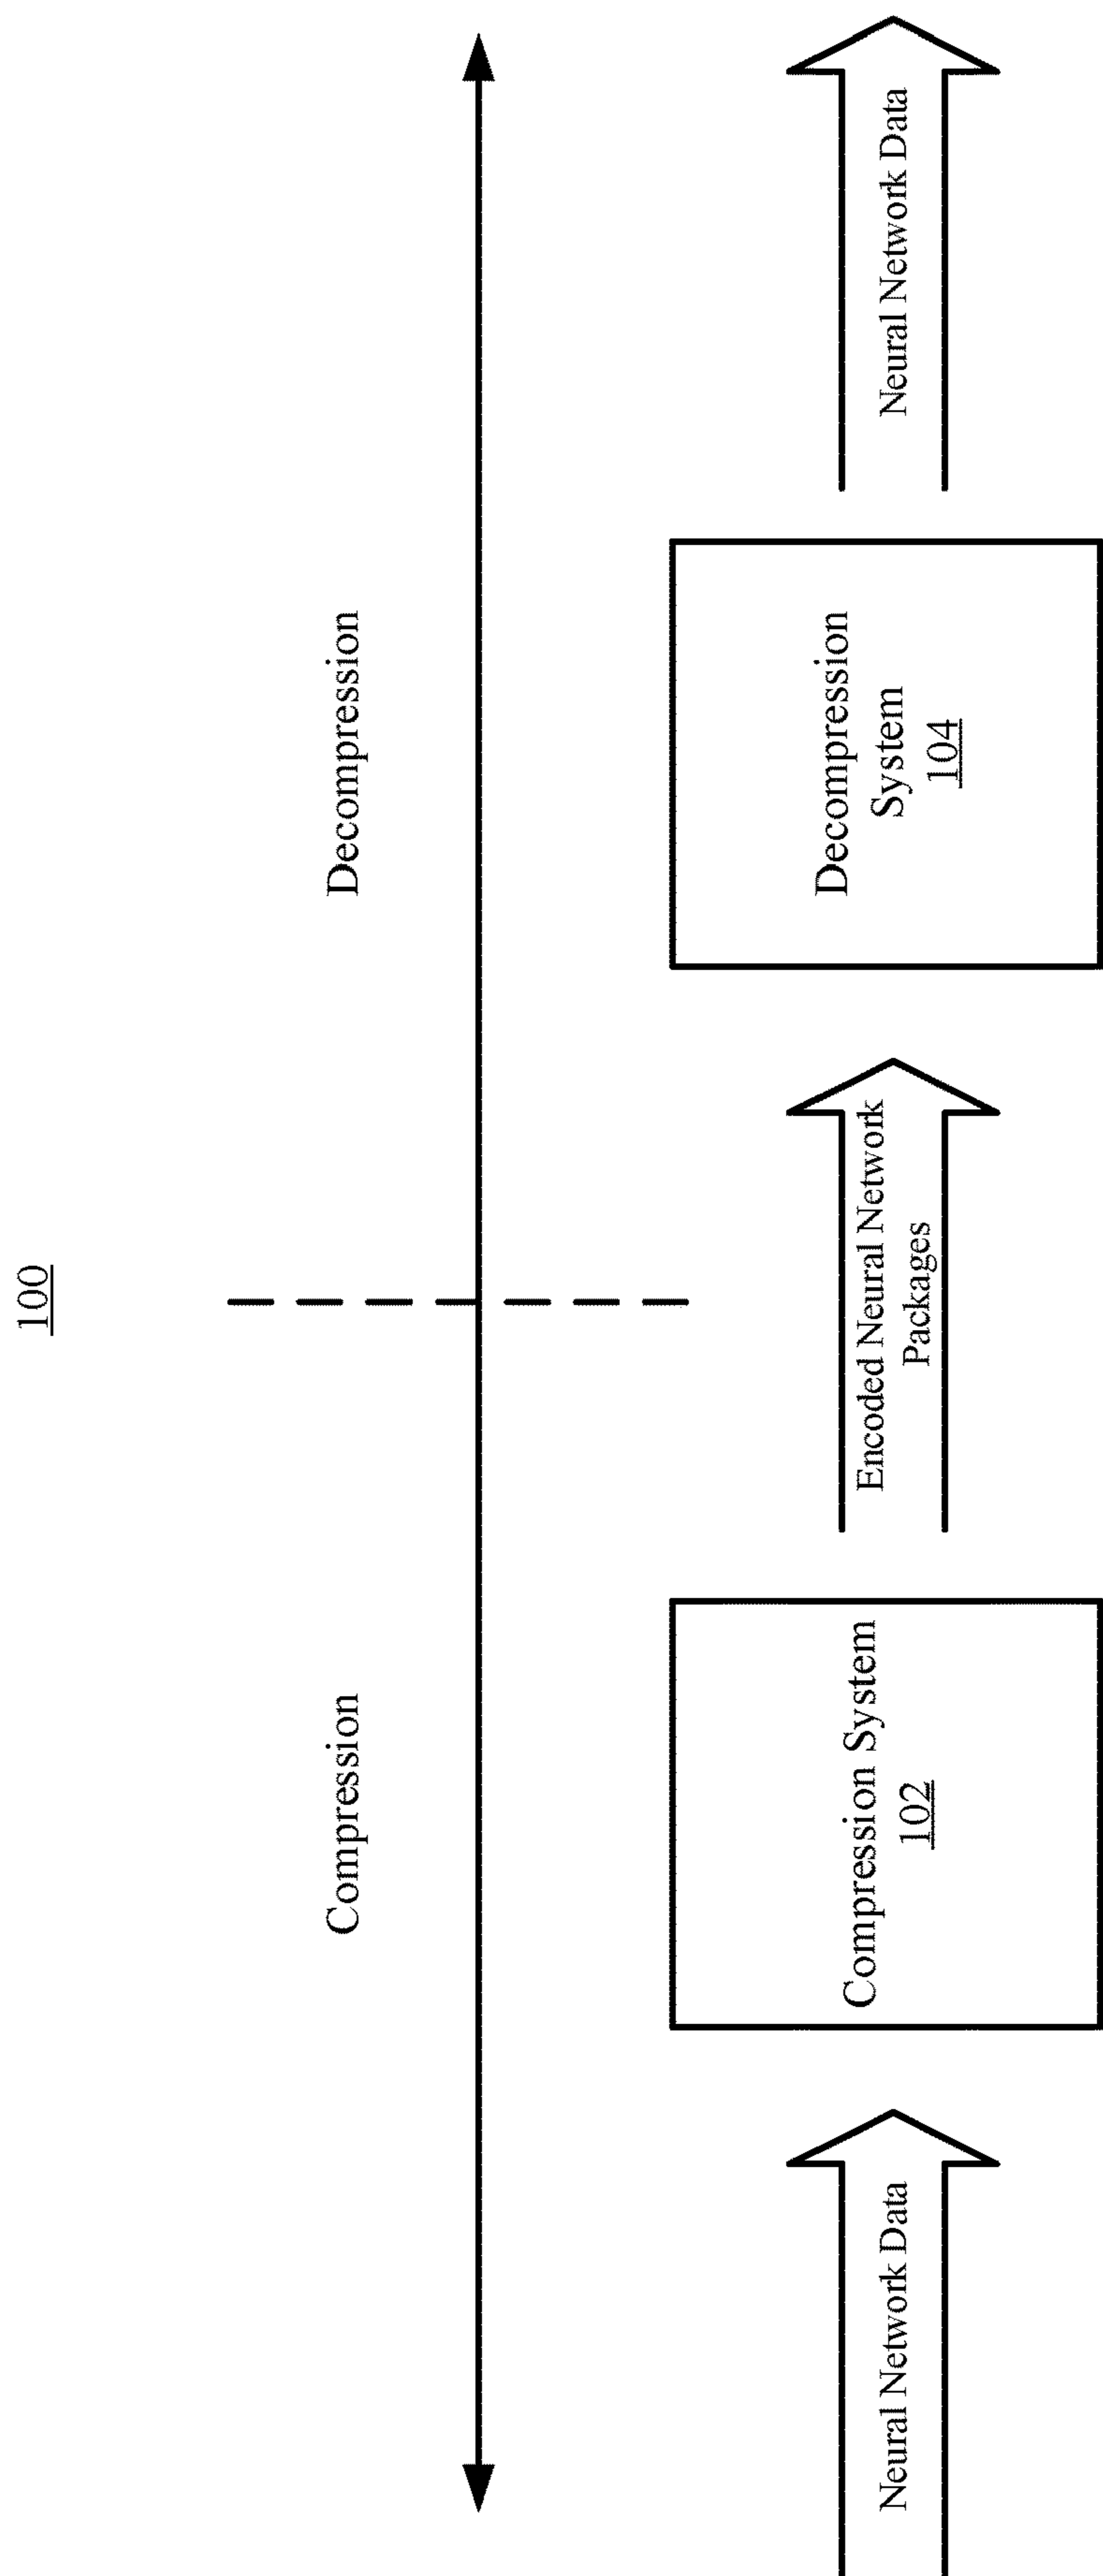 100
Compression
Decompression
Neural Network Data
Compression System
102
Encoded Neural Network
Packages
Decompression
System
104
Neural Network Data